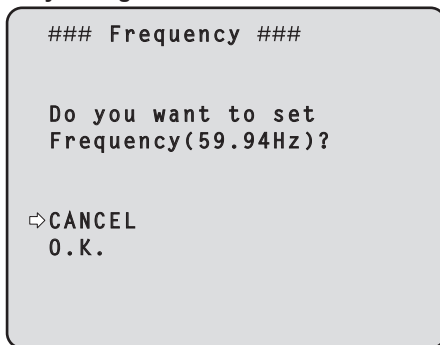 ### Frequency ###
Do you want to set
Frequency(59.94Hz)?
⇨CANCEL
O.K.